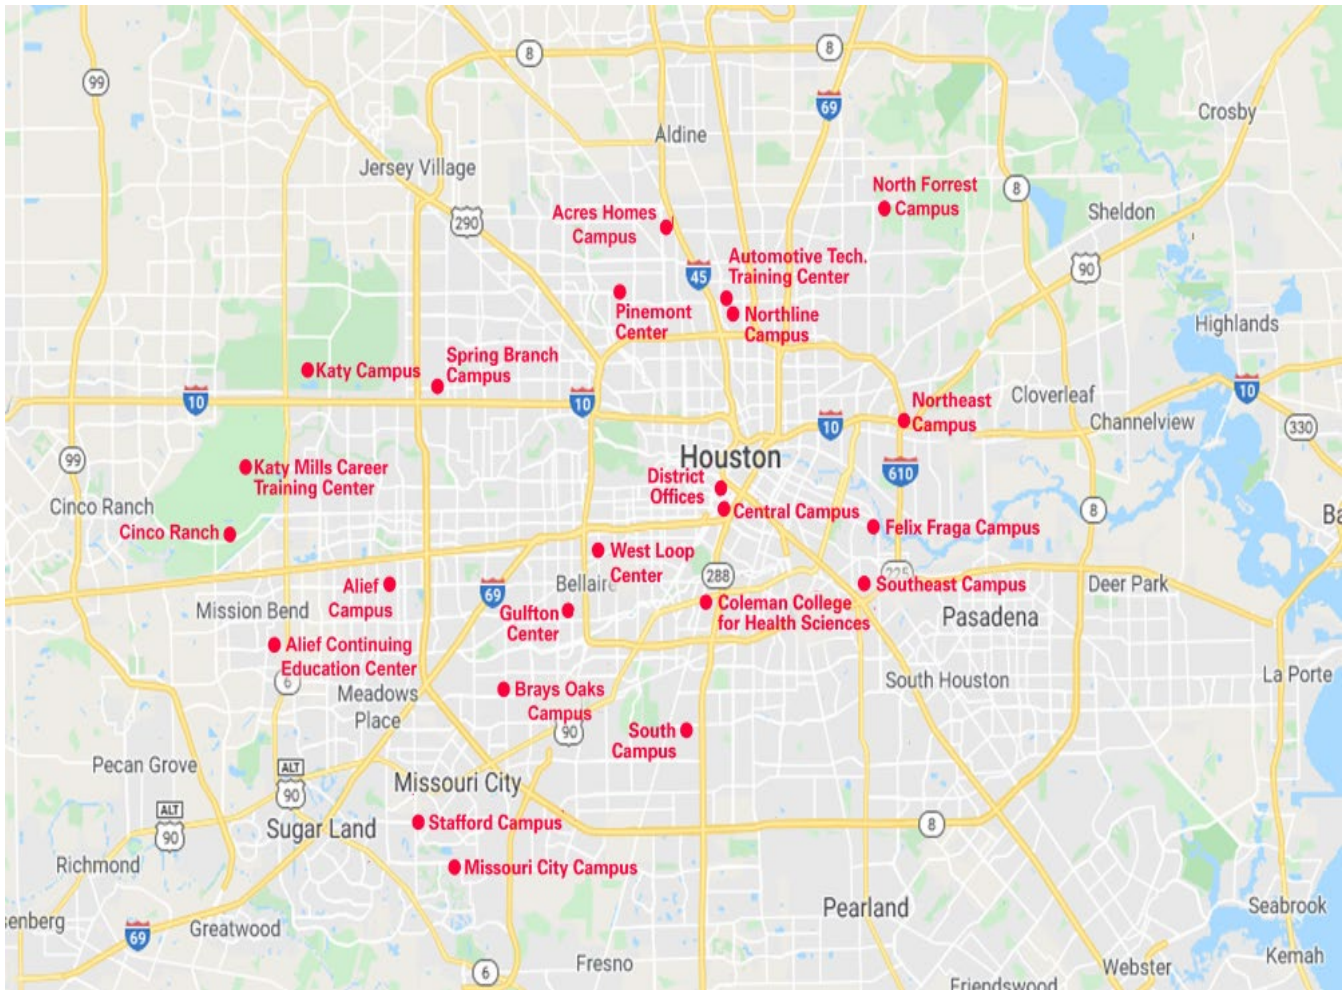 8
8
99
69
Crosby
Aldine
Jersey Village
North Forrest
Campus
8
290
Acres Homes
Campus
Sheldon
Automotive Tech.
Training Center
45
90
Pinemont
Center
Northline
Campus
Highlands
Spring Branch
Campus
Katy Campus
10
10
10
10
Northeast
Campus
Cloverleaf
Channelview
330
99
Houston
Katy Mills Career
Training Center
610
District
Offices
Cinco Ranch
Central Campus
8
Cinco Ranch
Felix Fraga Campus
West Loop
Center
288
225
Alief
Campus
69
Bellaire
Southeast Campus
Deer Park
Mission Bend
Gulfton
Center
Coleman College
for Health Sciences
Pasadena
Alief Continuing
Education Center
6
Meadows
Place
South Houston
La Porte
Brays Oaks
Campus
90
South
Campus
Pecan Grove
ALT
90
Missouri City
ALT
90
Sugar Land
Stafford Campus
8
Richmond
Missouri City Campus
senberg
69
Greatwood
Pearland
Seabrook
6
Fresno
Webster
Kemah
Friendswood
Ba